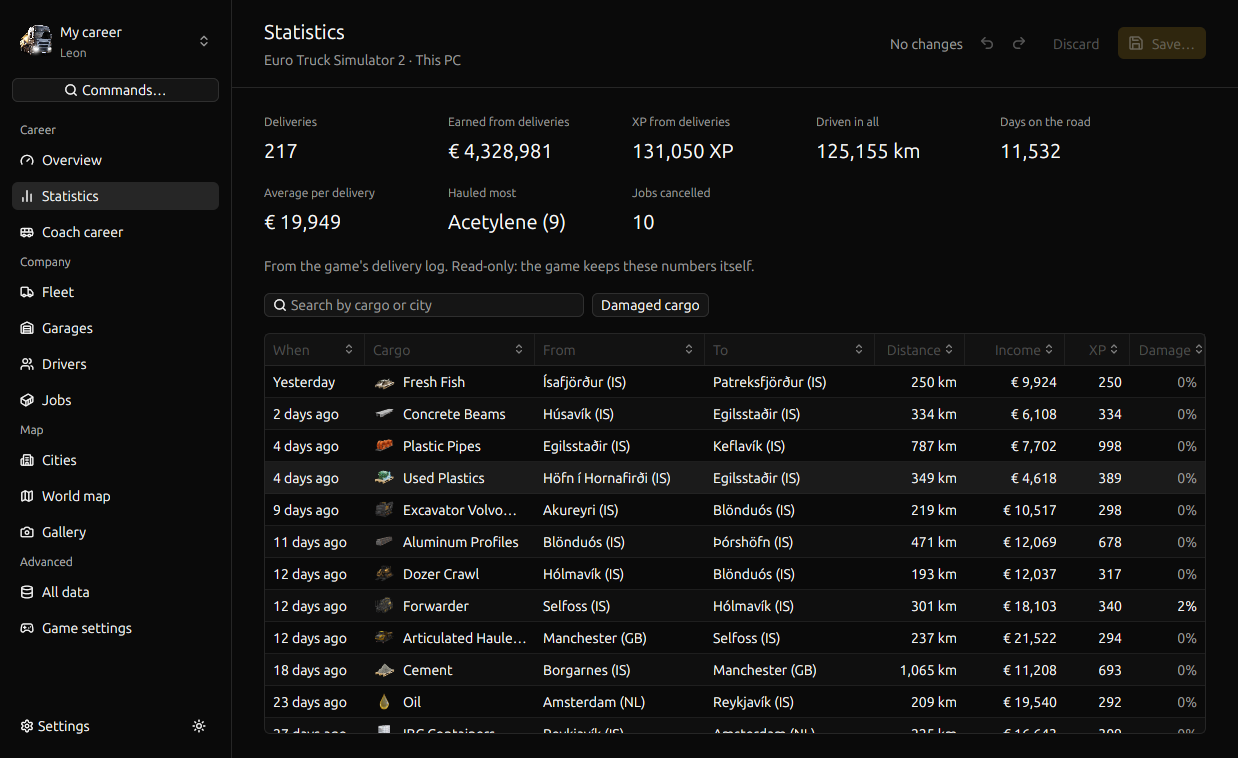 My career
Leon
Commands...
Career
Overview
Statistics
Coach career
Company
Fleet
Garages
Drivers
Jobs
Map
Cities
World map
Gallery
Advanced
All data
Game settings
Settings
Statistics
Euro Truck Simulator 2 · This PC
No changes
Discard
Save...
Deliveries
217
Earned from deliveries
€ 4,328,981
XP from deliveries
131,050 XP
Driven in all
125,155 km
Days on the road
11,532
Average per delivery
€ 19,949
Hauled most
Acetylene (9)
Jobs cancelled
10
From the game's delivery log. Read-only: the game keeps these numbers itself.
Search by cargo or city
Damaged cargo
When Cargo From To Distance Income XP Damage
Yesterday Fresh Fish Ísafjörður (IS) Patreksfjörður (IS) 250 km € 9,924 250 0%
2 days ago Concrete Beams Húsavík (IS) Egilsstaðir (IS) 334 km € 6,108 334 0%
4 days ago Plastic Pipes Egilsstaðir (IS) Keflavík (IS) 787 km € 7,702 998 0%
4 days ago Used Plastics Höfn í Hornafirði (IS) Egilsstaðir (IS) 349 km € 4,618 389 0%
9 days ago Excavator Volvo... Akureyri (IS) Blönduós (IS) 219 km € 10,517 298 0%
11 days ago Aluminum Profiles Blönduós (IS) Þórshöfn (IS) 471 km € 12,069 678 0%
12 days ago Dozer Crawl Hólmavík (IS) Blönduós (IS) 193 km € 12,037 317 0%
12 days ago Forwarder Selfoss (IS) Hólmavík (IS) 301 km € 18,103 340 2%
12 days ago Articulated Haule... Manchester (GB) Selfoss (IS) 237 km € 21,522 294 0%
18 days ago Cement Borgarnes (IS) Manchester (GB) 1,065 km € 11,208 693 0%
23 days ago Oil Amsterdam (NL) Reykjavík (IS) 209 km € 19,540 292 0%
27 days ago IBC Containers Reykjavík (IS) Amsterdam (NL)